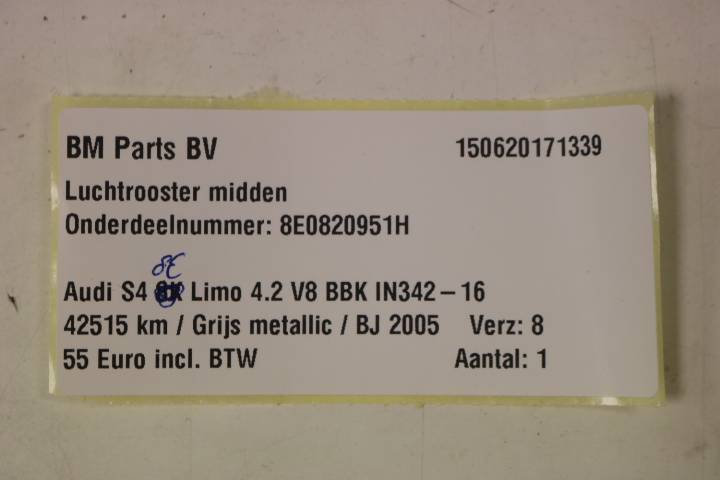 BM Parts BV 150620171339
Luchtrooster midden
Onderdeelnummer: 8E0820951H
8E
Audi S4 Limo 4.2 V8 BBK IN342-16
42515 km / Grijs metallic / BJ 2005 Verz: 8
55 Euro incl. BTW Aantal: 1